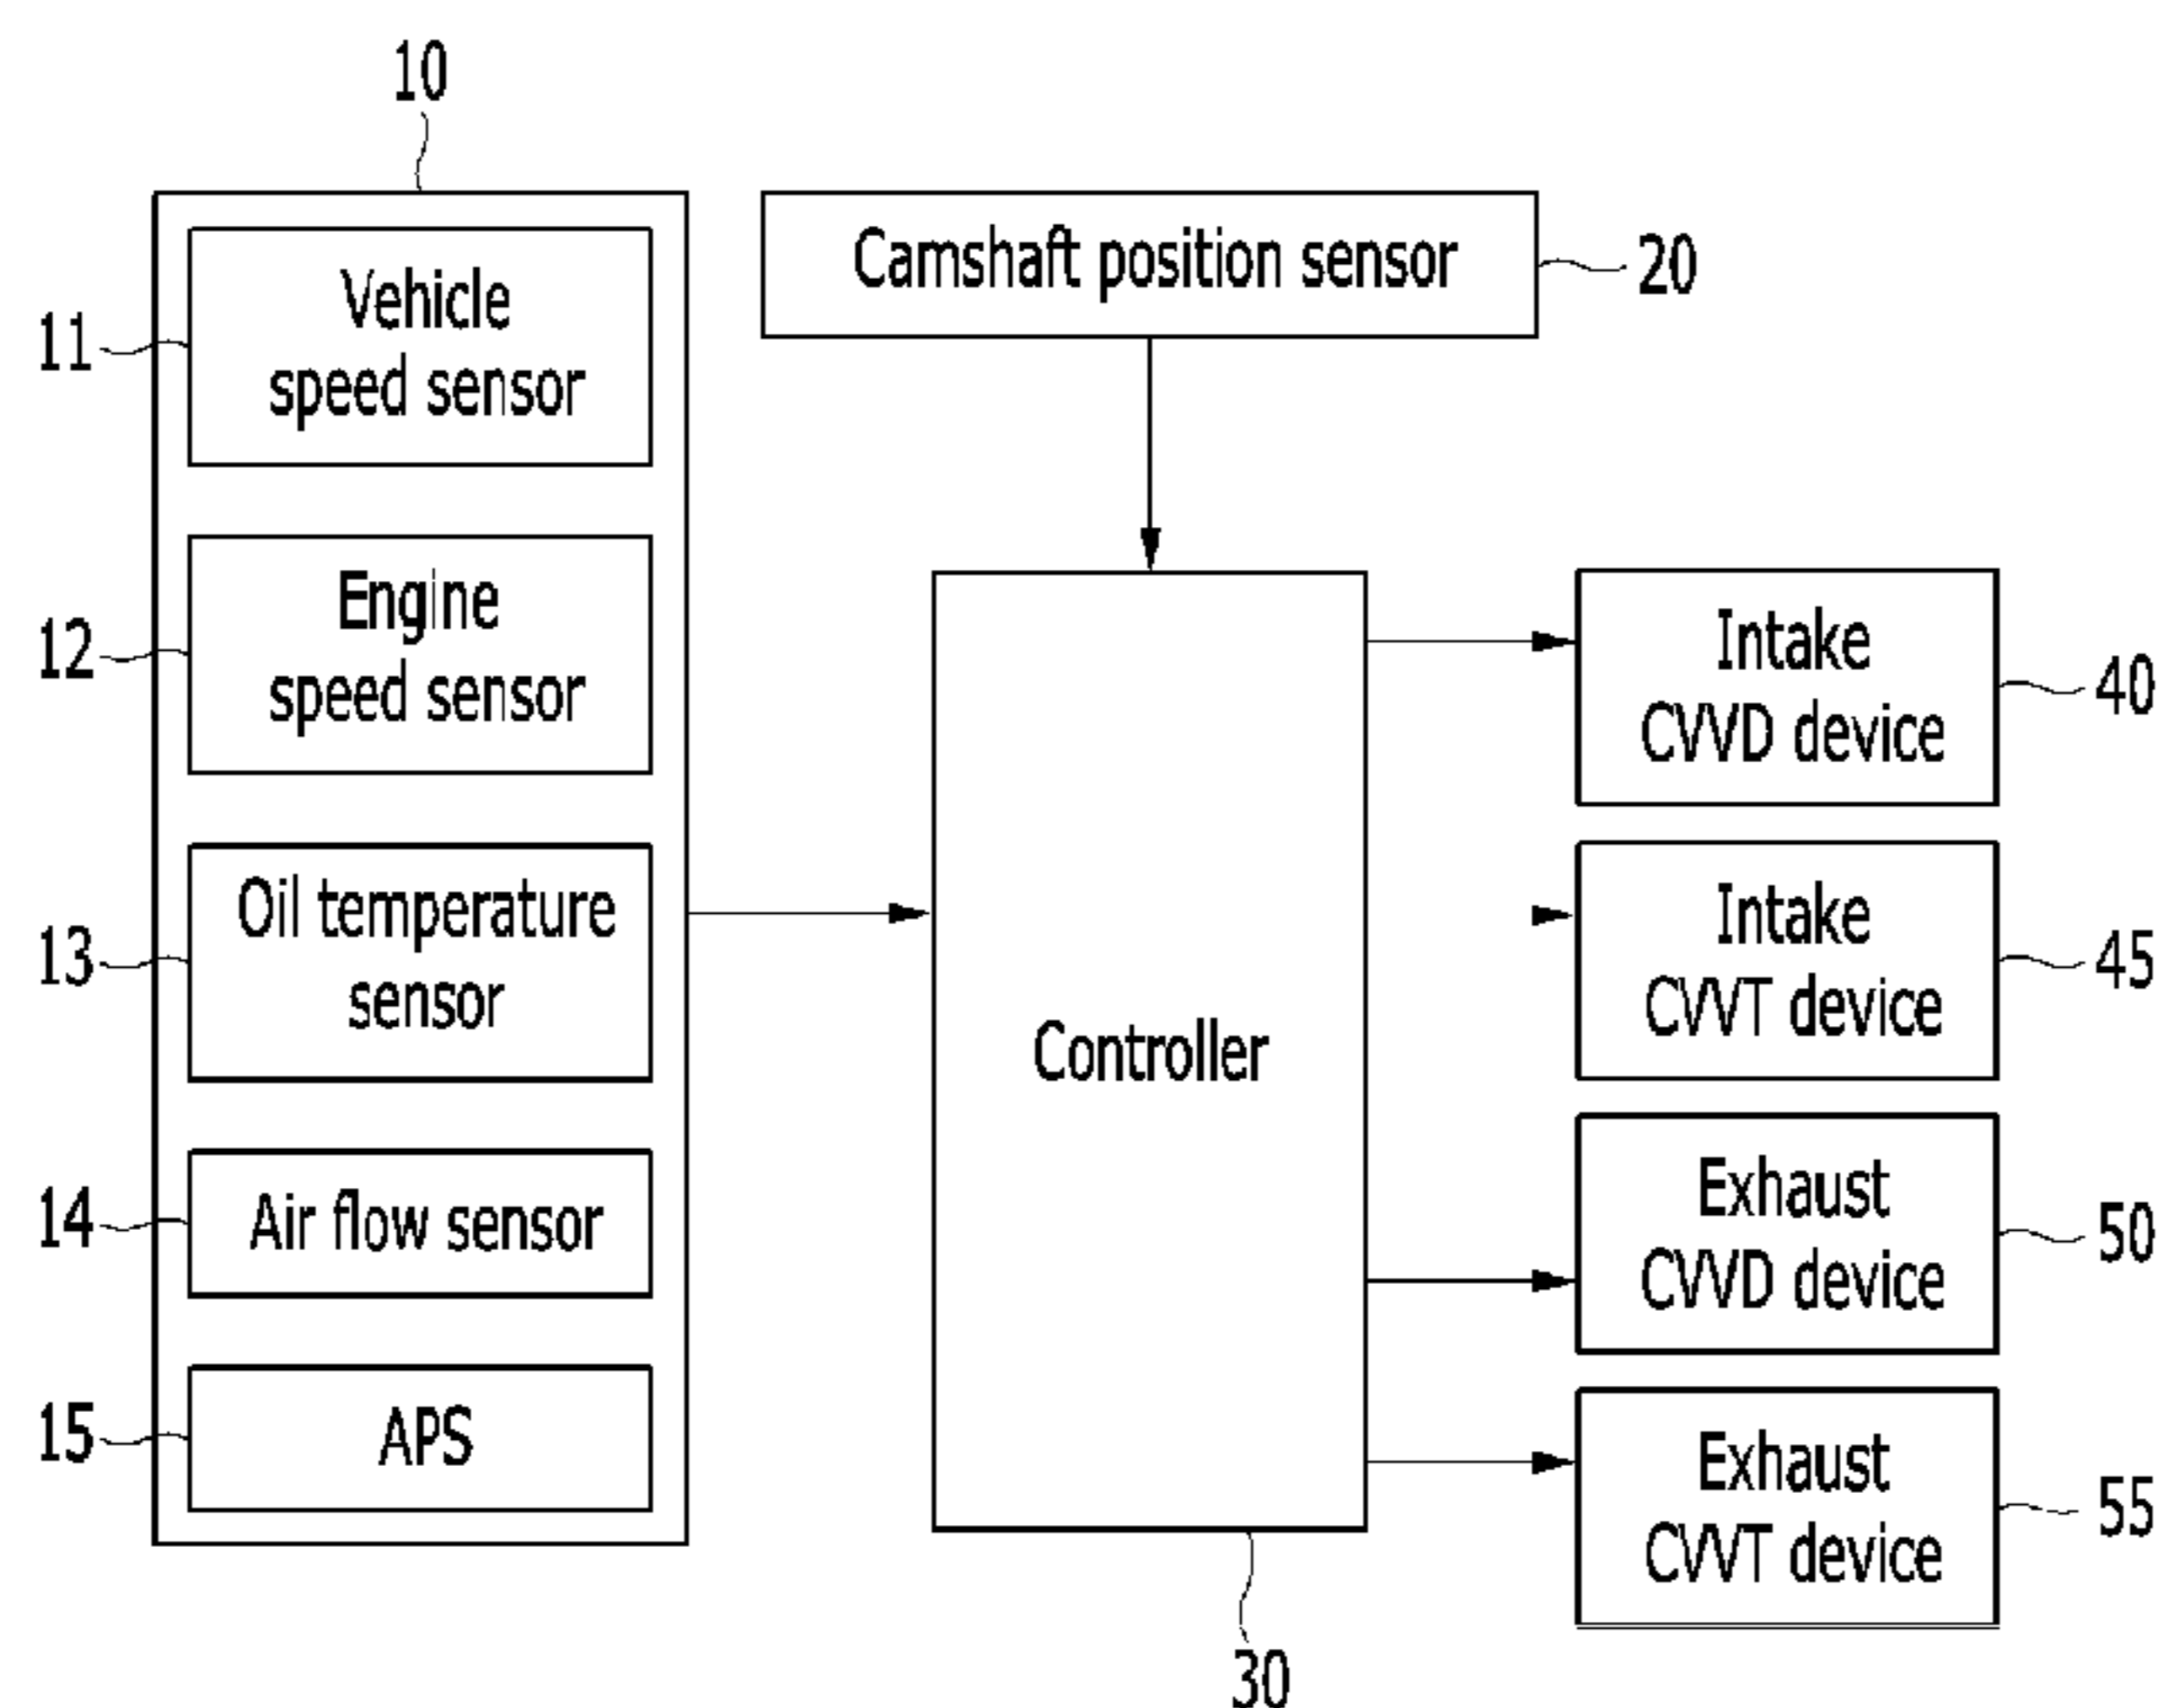 10
11
Vehicle
speed sensor
12
Engine
speed sensor
13
Oil temperature
sensor
14
Air flow sensor
15
APS
Camshaft position sensor
20
Controller
30
Intake
CVVD device
40
Intake
CVVT device
45
Exhaust
CVVD device
50
Exhaust
CVVT device
55